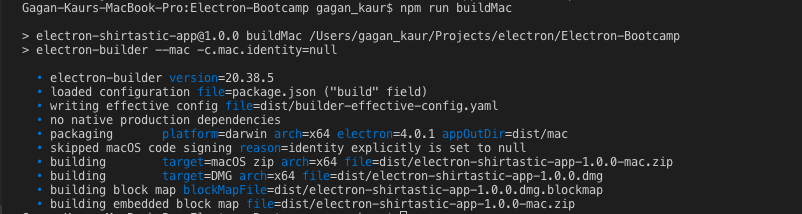 Gagan-Kaurs-MacBook-Pro:Electron-Bootcamp gagan_kaur$ npm run buildMac
> electron-shirtastic-app@1.0.0 buildMac /Users/gagan_kaur/Projects/electron/Electron-Bootcamp
> electron-builder --mac -c.mac.identity=null
• electron-builder version=20.38.5
• loaded configuration file=package.json ("build" field)
• writing effective config file=dist/builder-effective-config.yaml
• no native production dependencies
• packaging       platform=darwin arch=x64 electron=4.0.1 appOutDir=dist/mac
• skipped macOS code signing reason=identity explicitly is set to null
• building        target=macOS zip arch=x64 file=dist/electron-shirtastic-app-1.0.0-mac.zip
• building        target=DMG arch=x64 file=dist/electron-shirtastic-app-1.0.0.dmg
• building block map blockMapFile=dist/electron-shirtastic-app-1.0.0.dmg.blockmap
• building embedded block map file=dist/electron-shirtastic-app-1.0.0-mac.zip